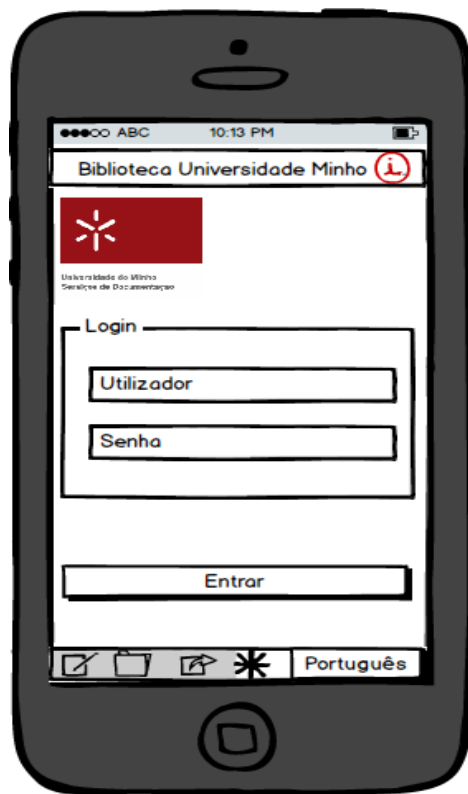 ABC 10:13 PM
Biblioteca Universidade Minho i
Universidade do Minho
Serviços de Documentação
Login
Utilizador
Senha
Entrar
Português